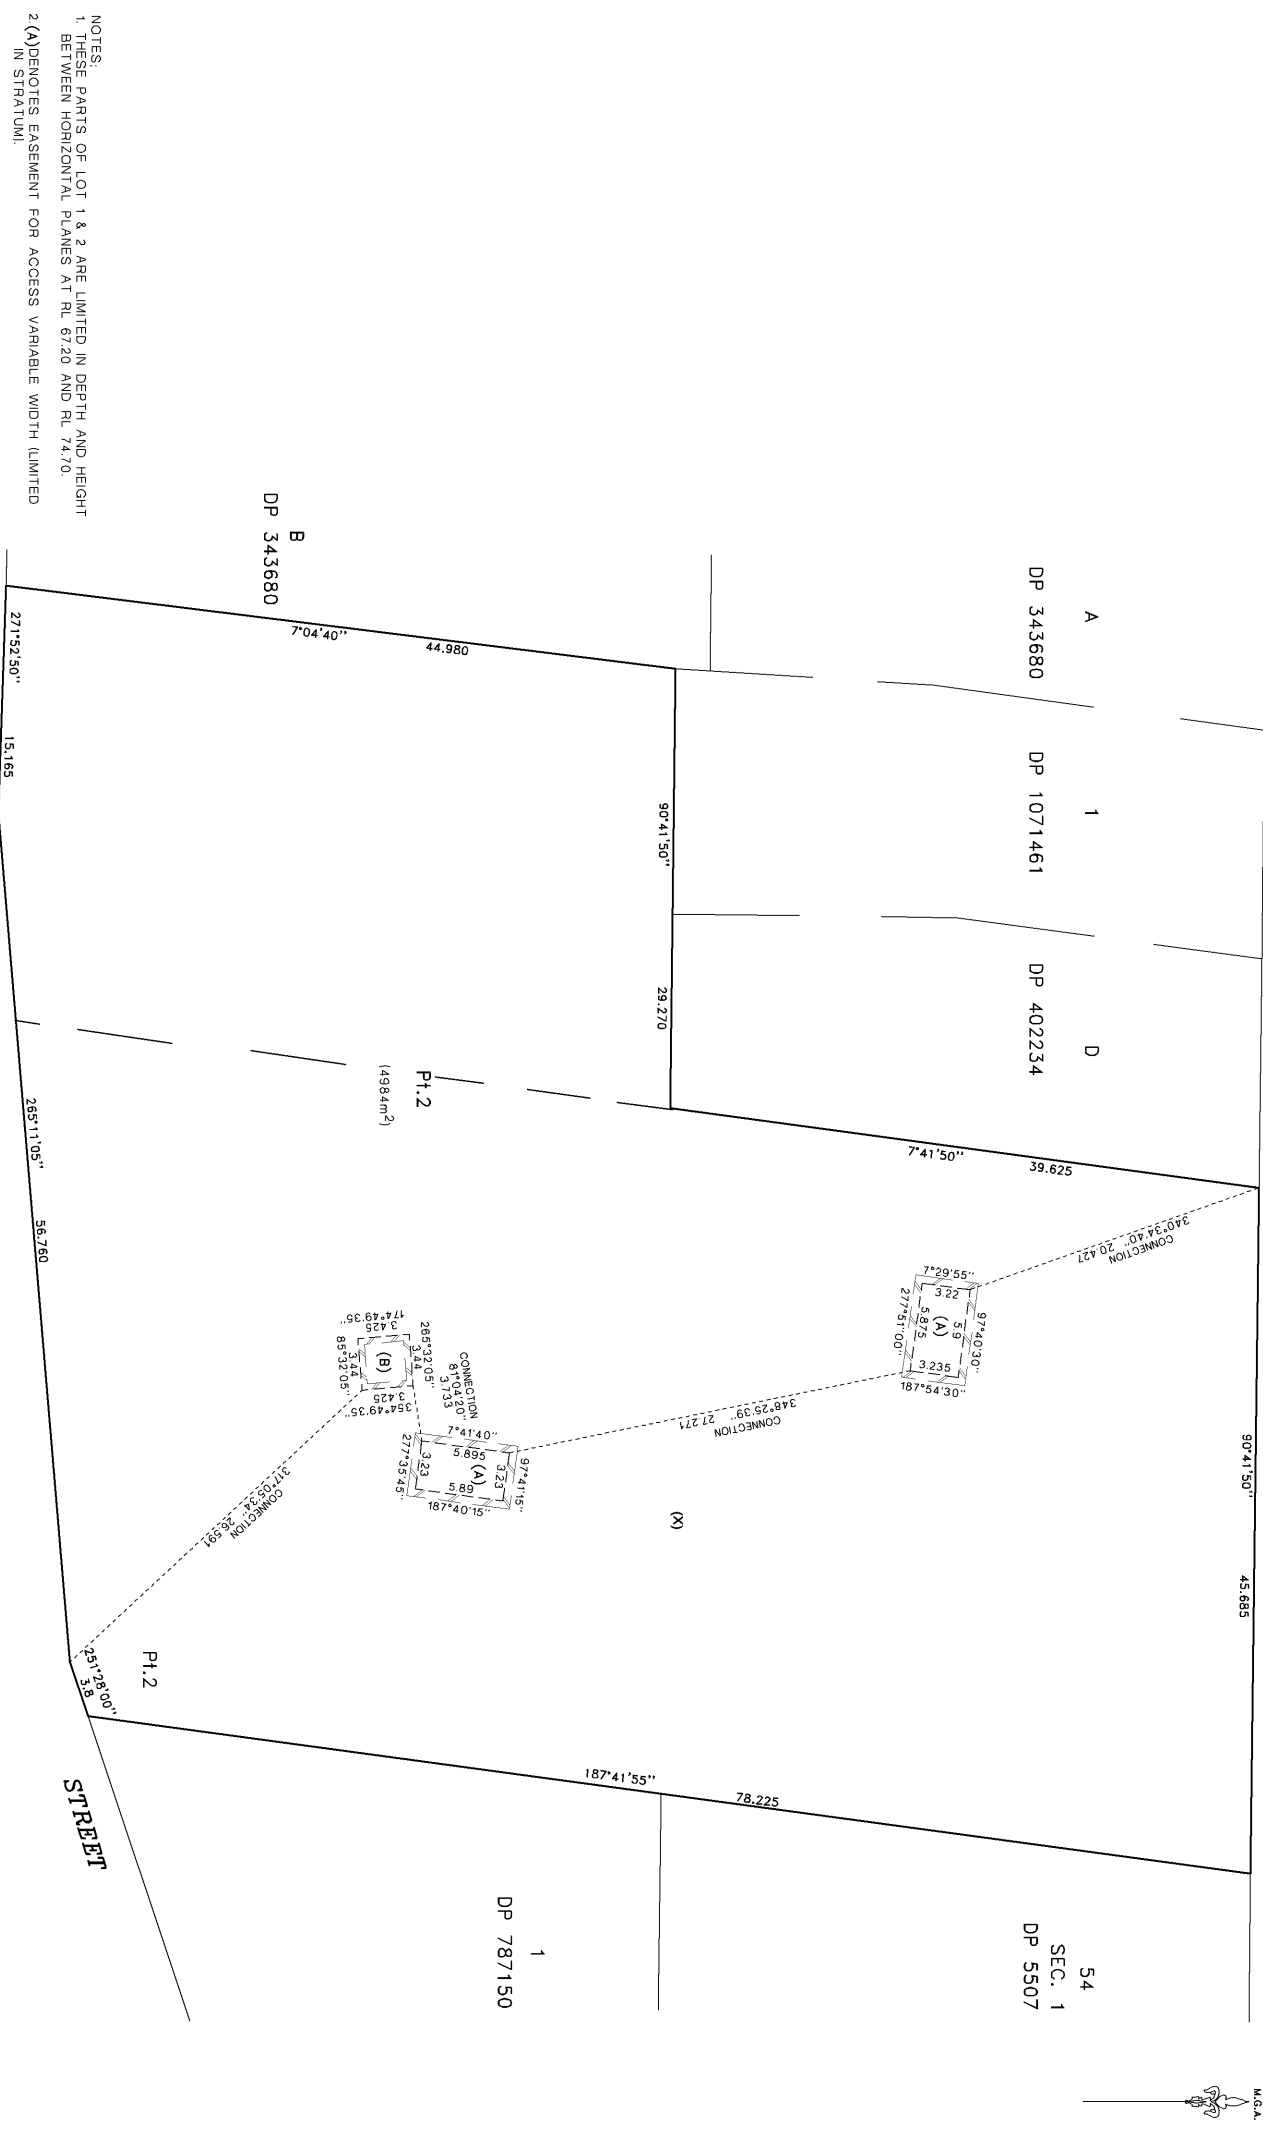 NOTES;
1. THESE PARTS OF LOT 1 & 2 ARE LIMITED IN DEPTH AND HEIGHT
BETWEEN HORIZONTAL PLANES AT RL 67.20 AND RL 74.70.
2.(A)DENOTES EASEMENT FOR ACCESS VARIABLE WIDTH (LIMITED
IN STRATUM).
A
DP 343680
1
DP 1071461
D
DP 402234
B
DP 343680
7°04'40"
44.980
271°52'50"
15.165
90°41'50"
29.270
7°41'50"
39.625
Pt.2
(4984m2)
265°11'05"
56.760
CONNECTION
340°34'40" 20.427
97°40'30"
7°29'55"
3.22
5.9
(A)
5.875
3.235
277°51'00"
187°54'30"
CONNECTION
348°25'39" 27.271
90°41'50"
45.685
(X)
CONNECTION
81°04'20"
3.733
265°32'05"
3.44
174°49'35"
3.425
(B)
3.425
354°49'35"
3.44
85°32'05"
97°41'15"
3.23
7°41'40"
5.895
(A)
5.89
187°40'15"
3.23
277°35'45"
CONNECTION
317°05'34" 26.591
Pt.2
251°28'00"
3.8
187°41'55"
78.225
STREET
54
SEC. 1
DP 5507
1
DP 787150
M.G.A.